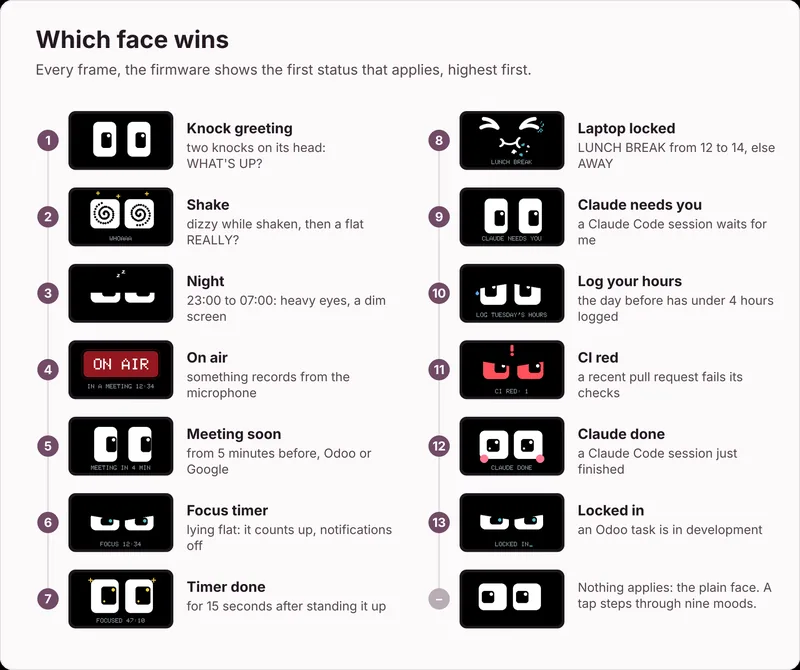 Which face wins
Every frame, the firmware shows the first status that applies, highest first.
1
Knock greeting
two knocks on its head:
WHAT'S UP?
2
WHOAAA
Shake
dizzy while shaken, then a flat
REALLY?
3
z z
Night
23:00 to 07:00: heavy eyes, a dim
screen
4
ON AIR
IN A MEETING 12:34
On air
something records from the
microphone
5
MEETING IN 4 MIN
Meeting soon
from 5 minutes before, Odoo or
Google
6
FOCUS 12:34
Focus timer
lying flat: it counts up, notifications
off
7
FOCUSED 47:10
Timer done
for 15 seconds after standing it up
8
LUNCH BREAK
Laptop locked
LUNCH BREAK from 12 to 14, else
AWAY
9
CLAUDE NEEDS YOU
Claude needs you
a Claude Code session waits for
me
10
LOG TUESDAY'S HOURS
Log your hours
the day before has under 4 hours
logged
11
!
CI RED· 1
CI red
a recent pull request fails its
checks
12
CLAUDE DONE
Claude done
a Claude Code session just
finished
13
LOCKED IN_
Locked in
an Odoo task is in development
–
Nothing applies: the plain face. A
tap steps through nine moods.